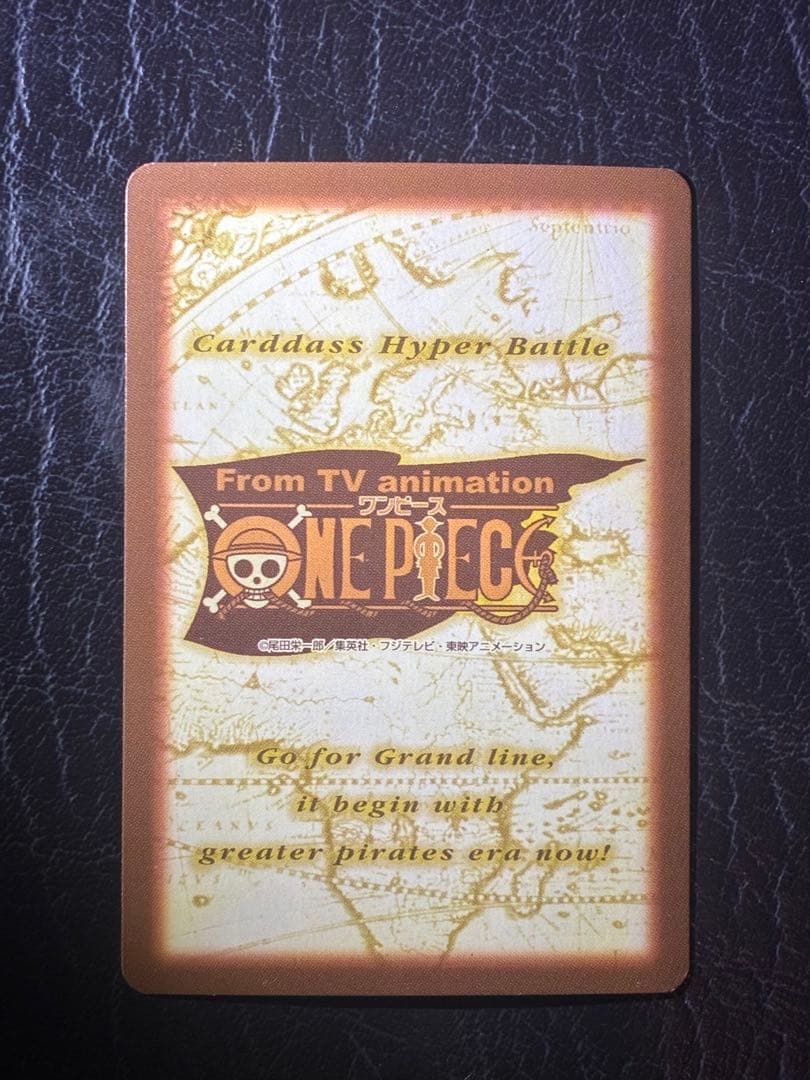 Septentrio
Carddass Hyper Battle
From TV animation
ワンピース
ONE PIECE
©尾田栄一郎／集英社・フジテレビ・東映アニメーション
Go for Grand line,
it begin with
greater pirates era now!